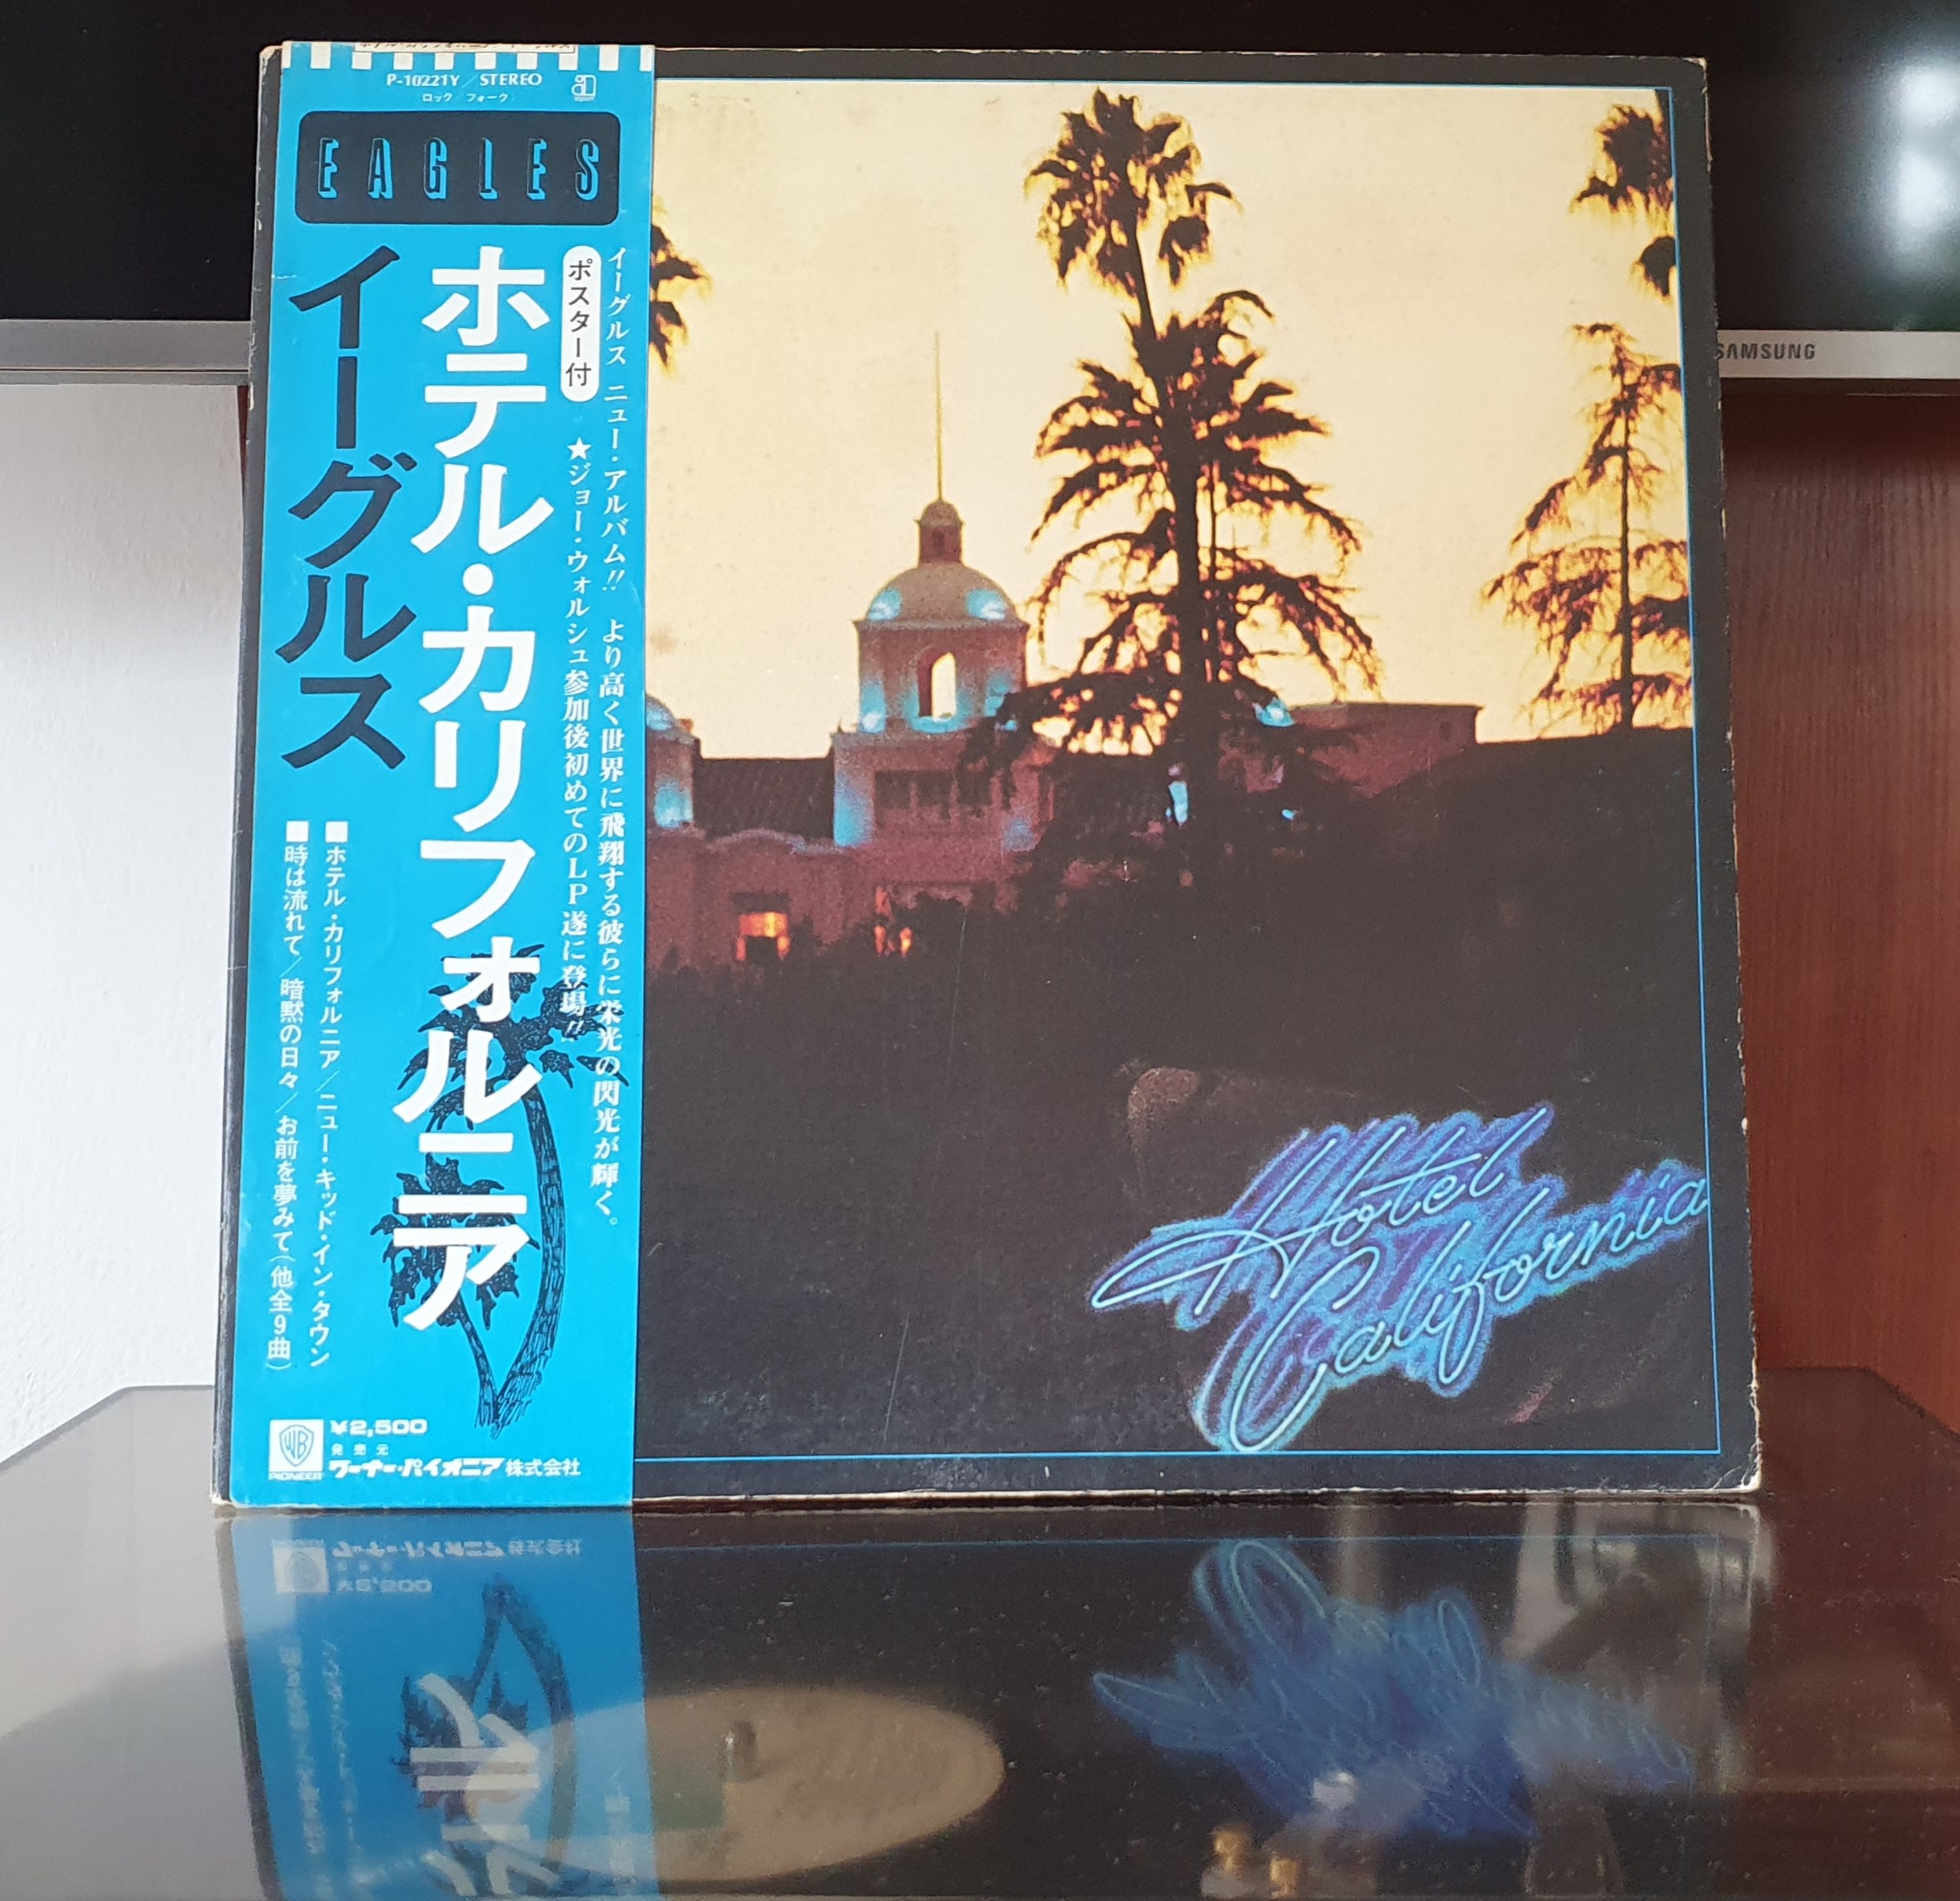 P-10221Y／STEREO
（ロック／フォーク）
EAGLES
イーグルス ニュー・アルバム!! より高く世界に飛翔する彼らに栄光の閃光が輝く。
ポスター付
★ジョー・ウォルシュ参加後初めてのLP遂に登場!!
ホテル・カリフォルニア
イーグルス
■ホテル・カリフォルニア／ニュー・キッド・イン・タウン
■時は流れて／暗黙の日々／お前を夢みて（他全9曲）
¥2,500
発売元
ワーナー・パイオニア株式会社
WB
PIONEER
Hotel
California
SAMSUNG